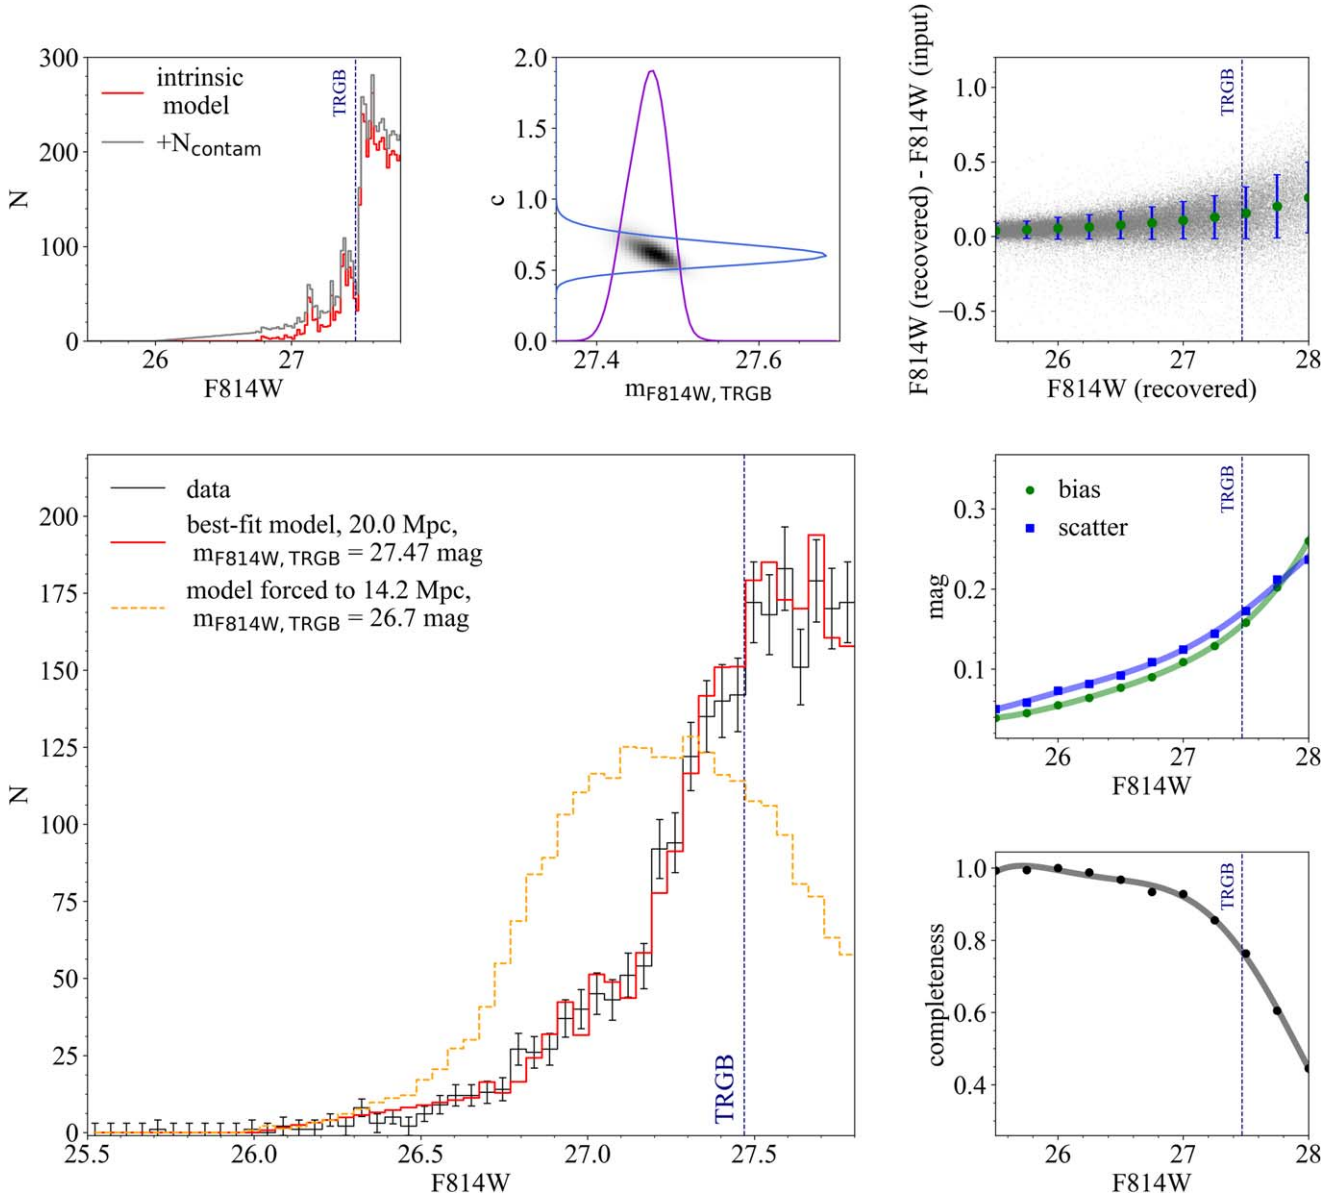 300
200
100
0
N
intrinsic
model
+Ncontam
TRGB
26
27
F814W
2.0
1.5
1.0
0.5
0.0
c
27.4
27.6
mF814W, TRGB
F814W (recovered) - F814W (input)
1.0
0.5
0.0
−0.5
TRGB
26
27
28
F814W (recovered)
200
175
150
125
100
75
50
25
0
N
data
best-fit model, 20.0 Mpc,
mF814W, TRGB = 27.47 mag
model forced to 14.2 Mpc,
mF814W, TRGB = 26.7 mag
TRGB
25.5
26.0
26.5
27.0
27.5
F814W
mag
0.3
0.2
0.1
bias
scatter
TRGB
26
27
28
F814W
completeness
1.0
0.8
0.6
0.4
TRGB
26
27
28
F814W